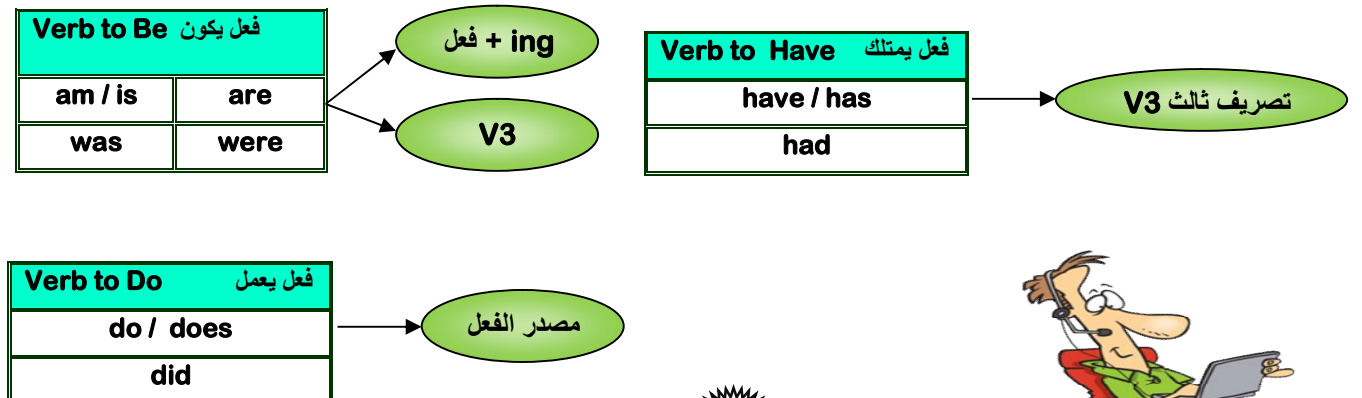 Verb to Be فعل يكون
am / is are
was were
فعل + ing
V3
Verb to Have فعل يمتلك
have / has
had
تصريف ثالث V3
Verb to Do فعل يعمل
do / does
did
مصدر الفعل